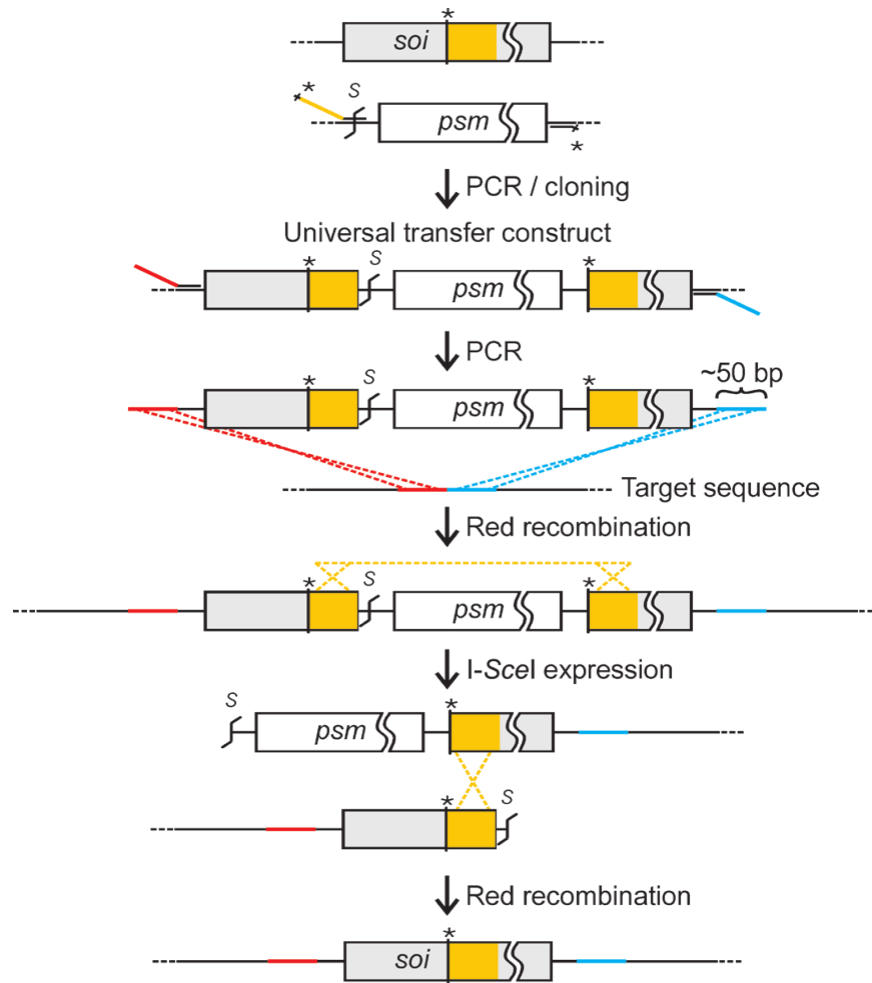 *
soi
*
S
psm
*
PCR / cloning
Universal transfer construct
*
S
psm
*
PCR
~50 bp
*
S
psm
*
Target sequence
Red recombination
*
S
psm
*
I-SceI expression
S
psm
*
*
S
Red recombination
*
soi